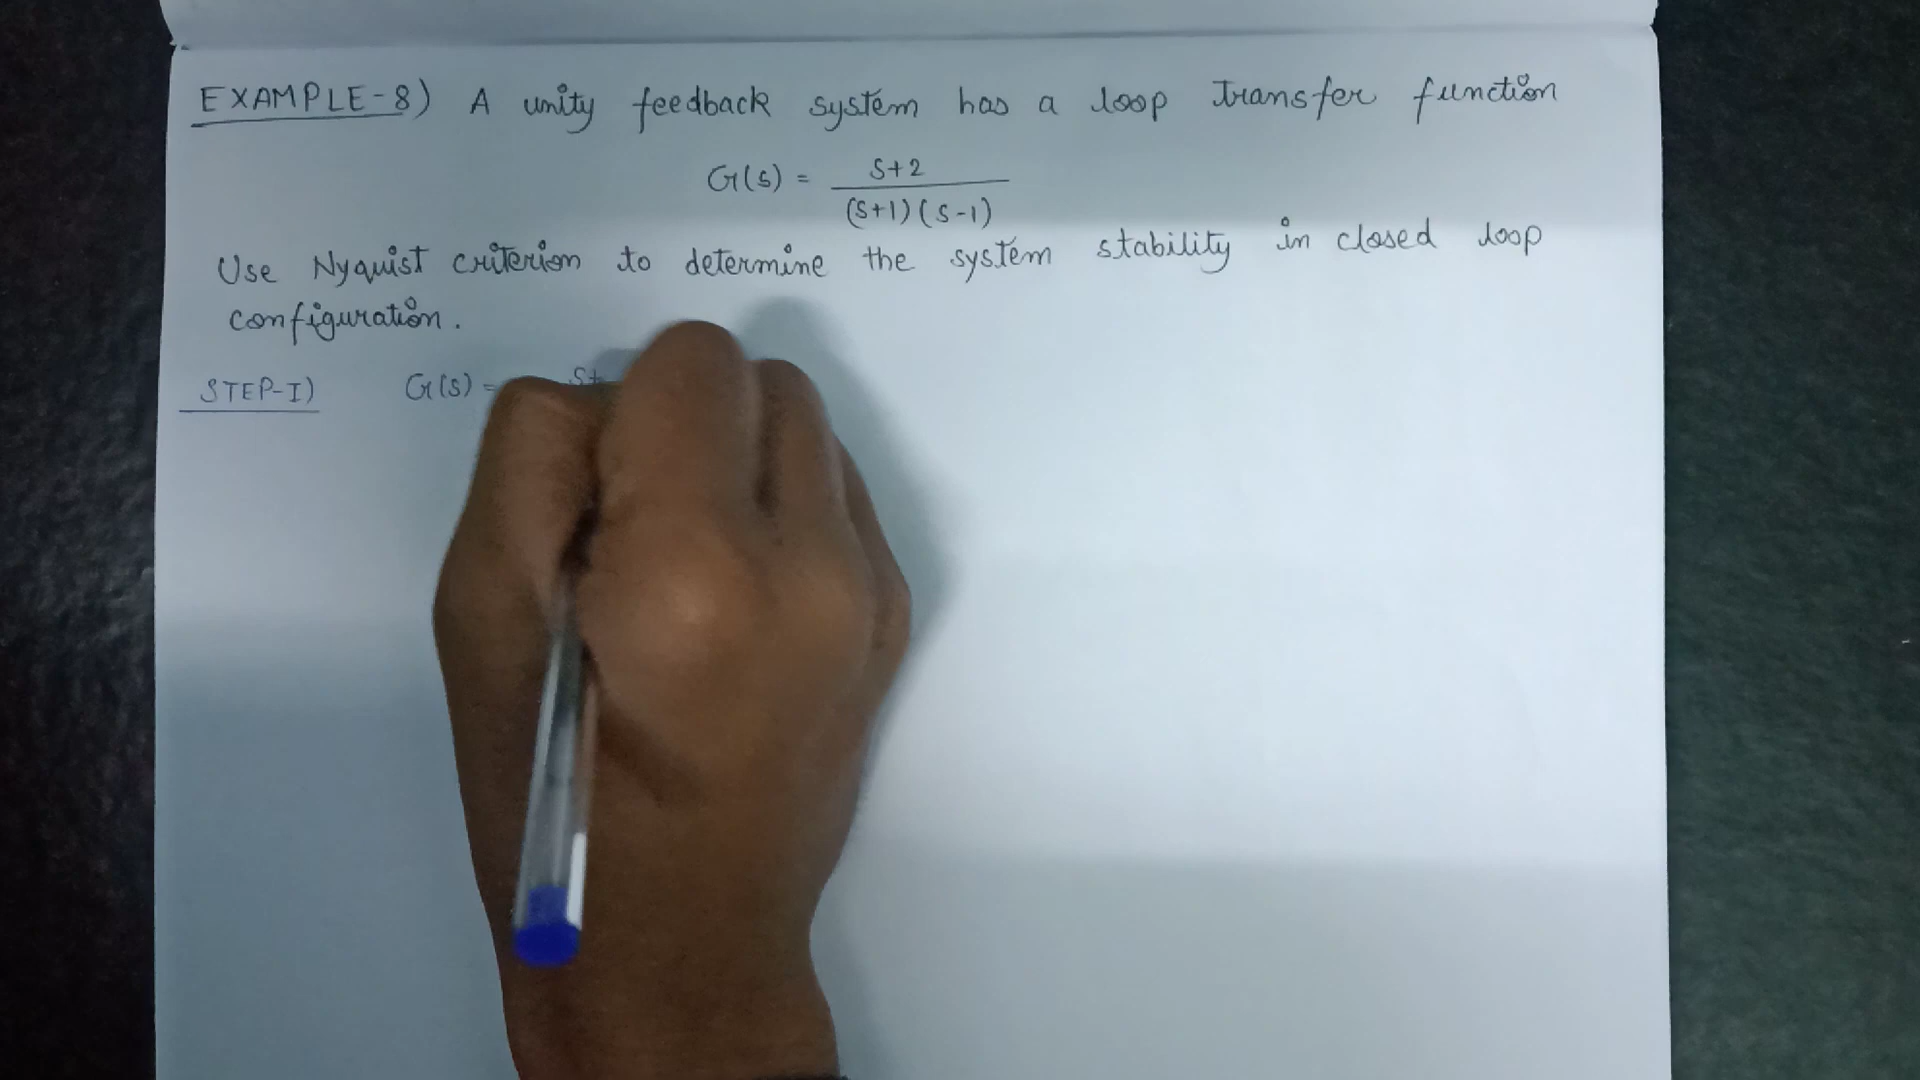 EXAMPLE-8) A unity feedback system has a loop transfer function
G(s) = s+2 / (s+1)(s-1)
Use Nyquist criterion to determine the system stability in closed loop
configuration.
STEP-I) G(s) = s+